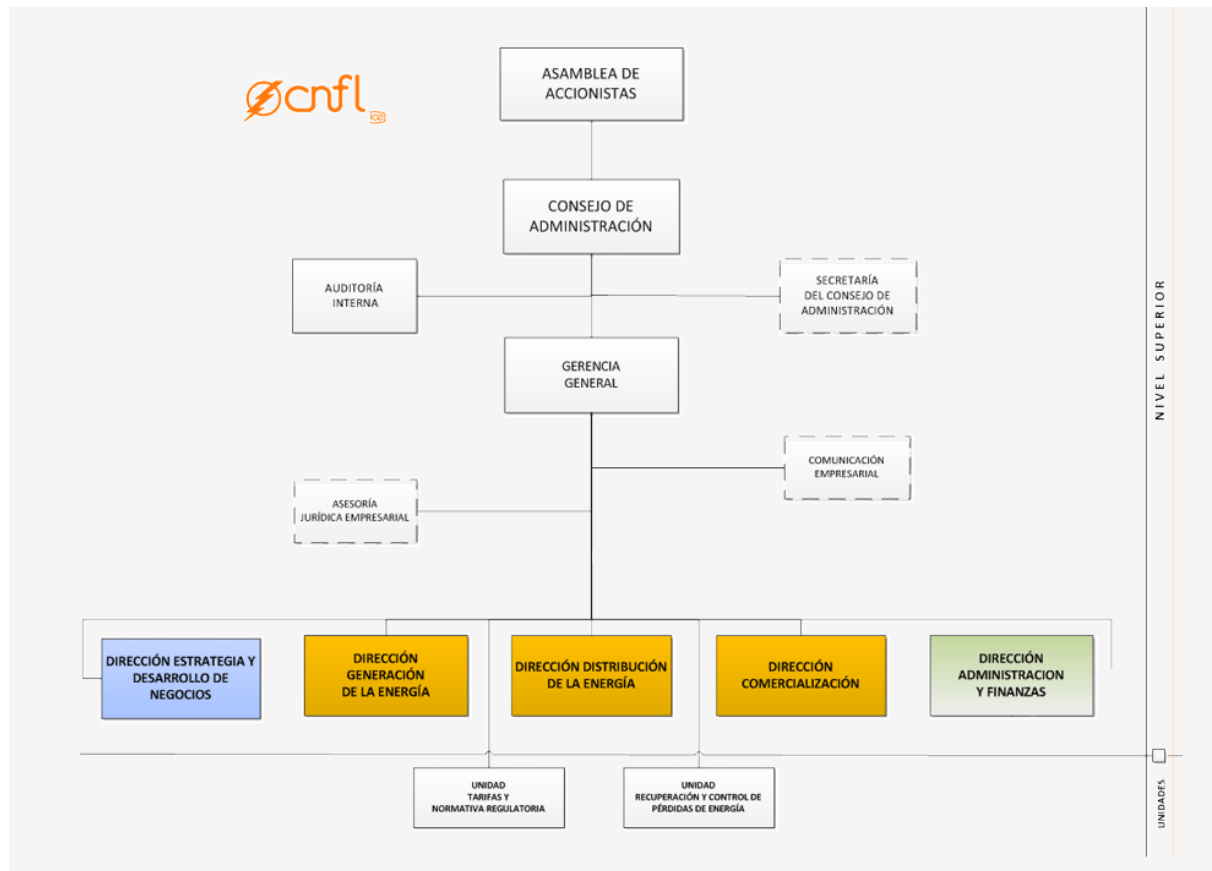 cnfl
ASAMBLEA DE
ACCIONISTAS
CONSEJO DE
ADMINISTRACIÓN
AUDITORÍA
INTERNA
SECRETARÍA
DEL CONSEJO DE
ADMINISTRACIÓN
GERENCIA
GENERAL
COMUNICACIÓN
EMPRESARIAL
ASESORÍA
JURÍDICA EMPRESARIAL
DIRECCIÓN ESTRATEGIA Y
DESARROLLO DE
NEGOCIOS
DIRECCIÓN
GENERACIÓN
DE LA ENERGÍA
DIRECCIÓN DISTRIBUCIÓN
DE LA ENERGÍA
DIRECCIÓN
COMERCIALIZACIÓN
DIRECCIÓN
ADMINISTRACION
Y FINANZAS
UNIDAD
TARIFAS Y
NORMATIVA REGULATORIA
UNIDAD
RECUPERACIÓN Y CONTROL DE
PÉRDIDAS DE ENERGÍA
NIVEL SUPERIOR
UNIDADES